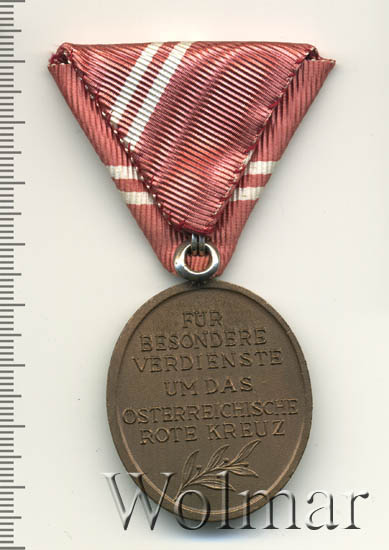 FÜR
BESONDERE
VERDIENSTE
UM DAS
ÖSTERREICHISCHE
ROTE KREUZ
Wolmar